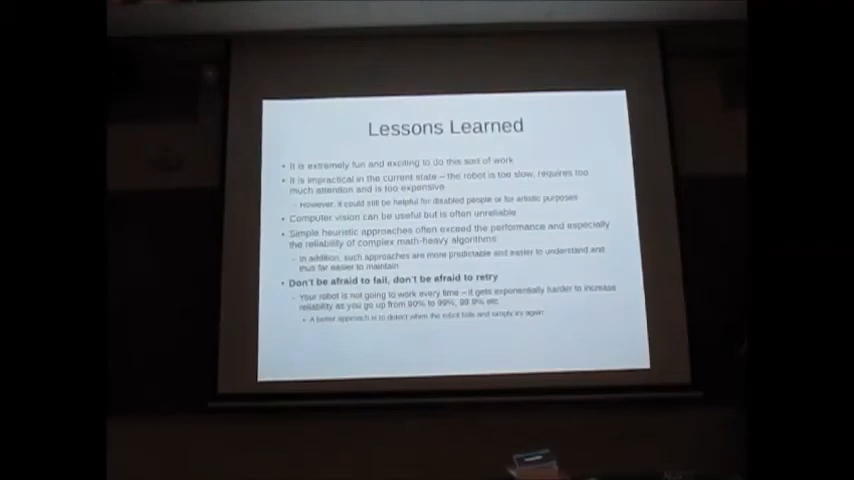 Lessons Learned
• It is extremely fun and exciting to do this sort of work
• It is impractical in the current state – the robot is too slow, requires too
much attention and is too expensive
– However, it could still be helpful for disabled people or for artistic purposes
• Computer vision can be useful but is often unreliable
• Simple heuristic approaches often exceed the performance and especially
the reliability of complex math-heavy algorithms
– In addition, such approaches are more predictable and easier to understand and
thus far easier to maintain
• Don't be afraid to fail, don't be afraid to retry
– Your robot is not going to work every time – it gets exponentially harder to increase
reliability as you go up from 90% to 99%, 99.9% etc
• A better approach is to detect when the robot fails and simply try again